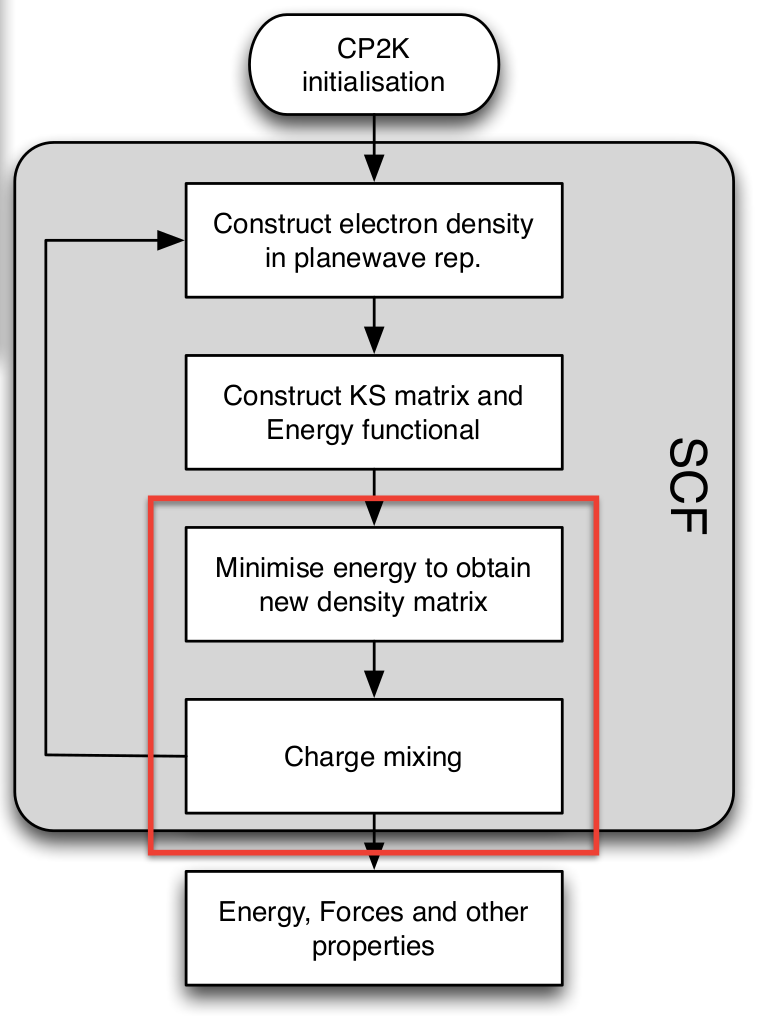 CP2K
initialisation
Construct electron density
in planewave rep.
Construct KS matrix and
Energy functional
SCF
Minimise energy to obtain
new density matrix
Charge mixing
Energy, Forces and other
properties